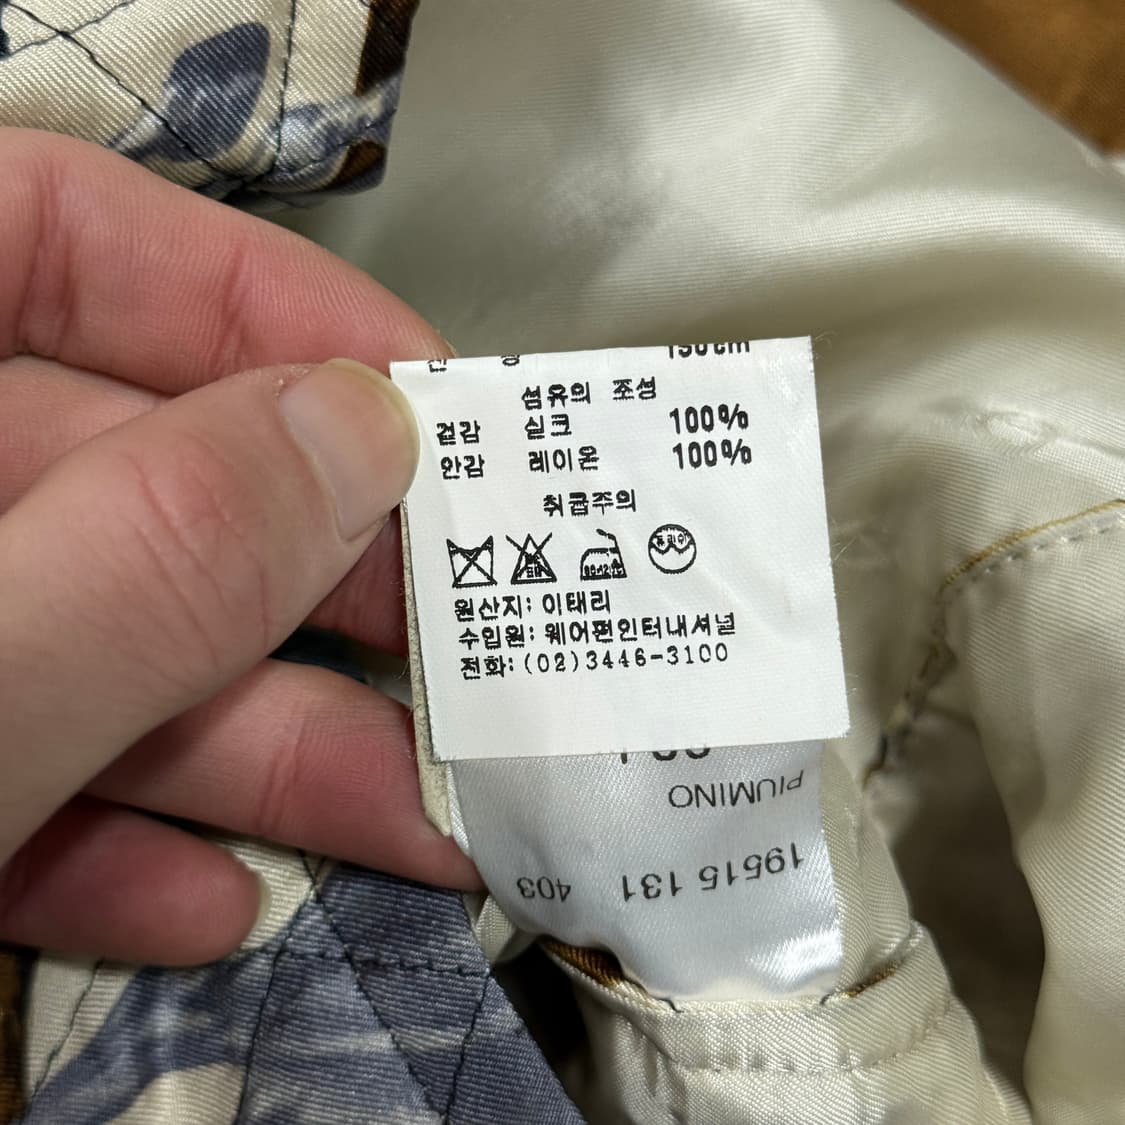 섬유의 조성
겉감 실크 100%
안감 레이온 100%
취급주의
원산지: 이태리
수입원: 웨어펀인터내셔널
전화: (02)3446-3100
PIUMINO
19515 131 403